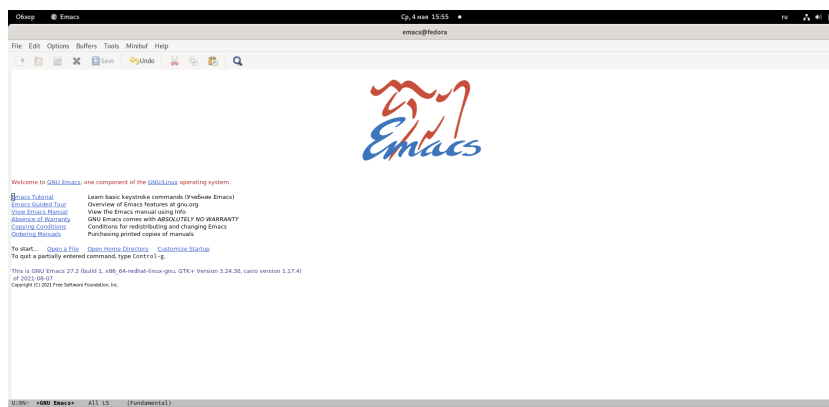 Обзор Emacs Ср, 4 мая 15:55 ru
emacs@fedora
File Edit Options Buffers Tools Minibuf Help
Save Undo
Emacs
Welcome to GNU Emacs, one component of the GNU/Linux operating system.
Emacs Tutorial Learn basic keystroke commands (Учебник Emacs)
Emacs Guided Tour Overview of Emacs features at gnu.org
View Emacs Manual View the Emacs manual using Info
Absence of Warranty GNU Emacs comes with ABSOLUTELY NO WARRANTY
Copying Conditions Conditions for redistributing and changing Emacs
Ordering Manuals Purchasing printed copies of manuals
To start... Open a File Open Home Directory Customize Startup
To quit a partially entered command, type Control-g.
This is GNU Emacs 27.2 (build 1, x86_64-redhat-linux-gnu, GTK+ Version 3.24.30, cairo version 1.17.4)
of 2021-08-07
Copyright (C) 2021 Free Software Foundation, Inc.
U:%%- *GNU Emacs* All L5 (Fundamental)